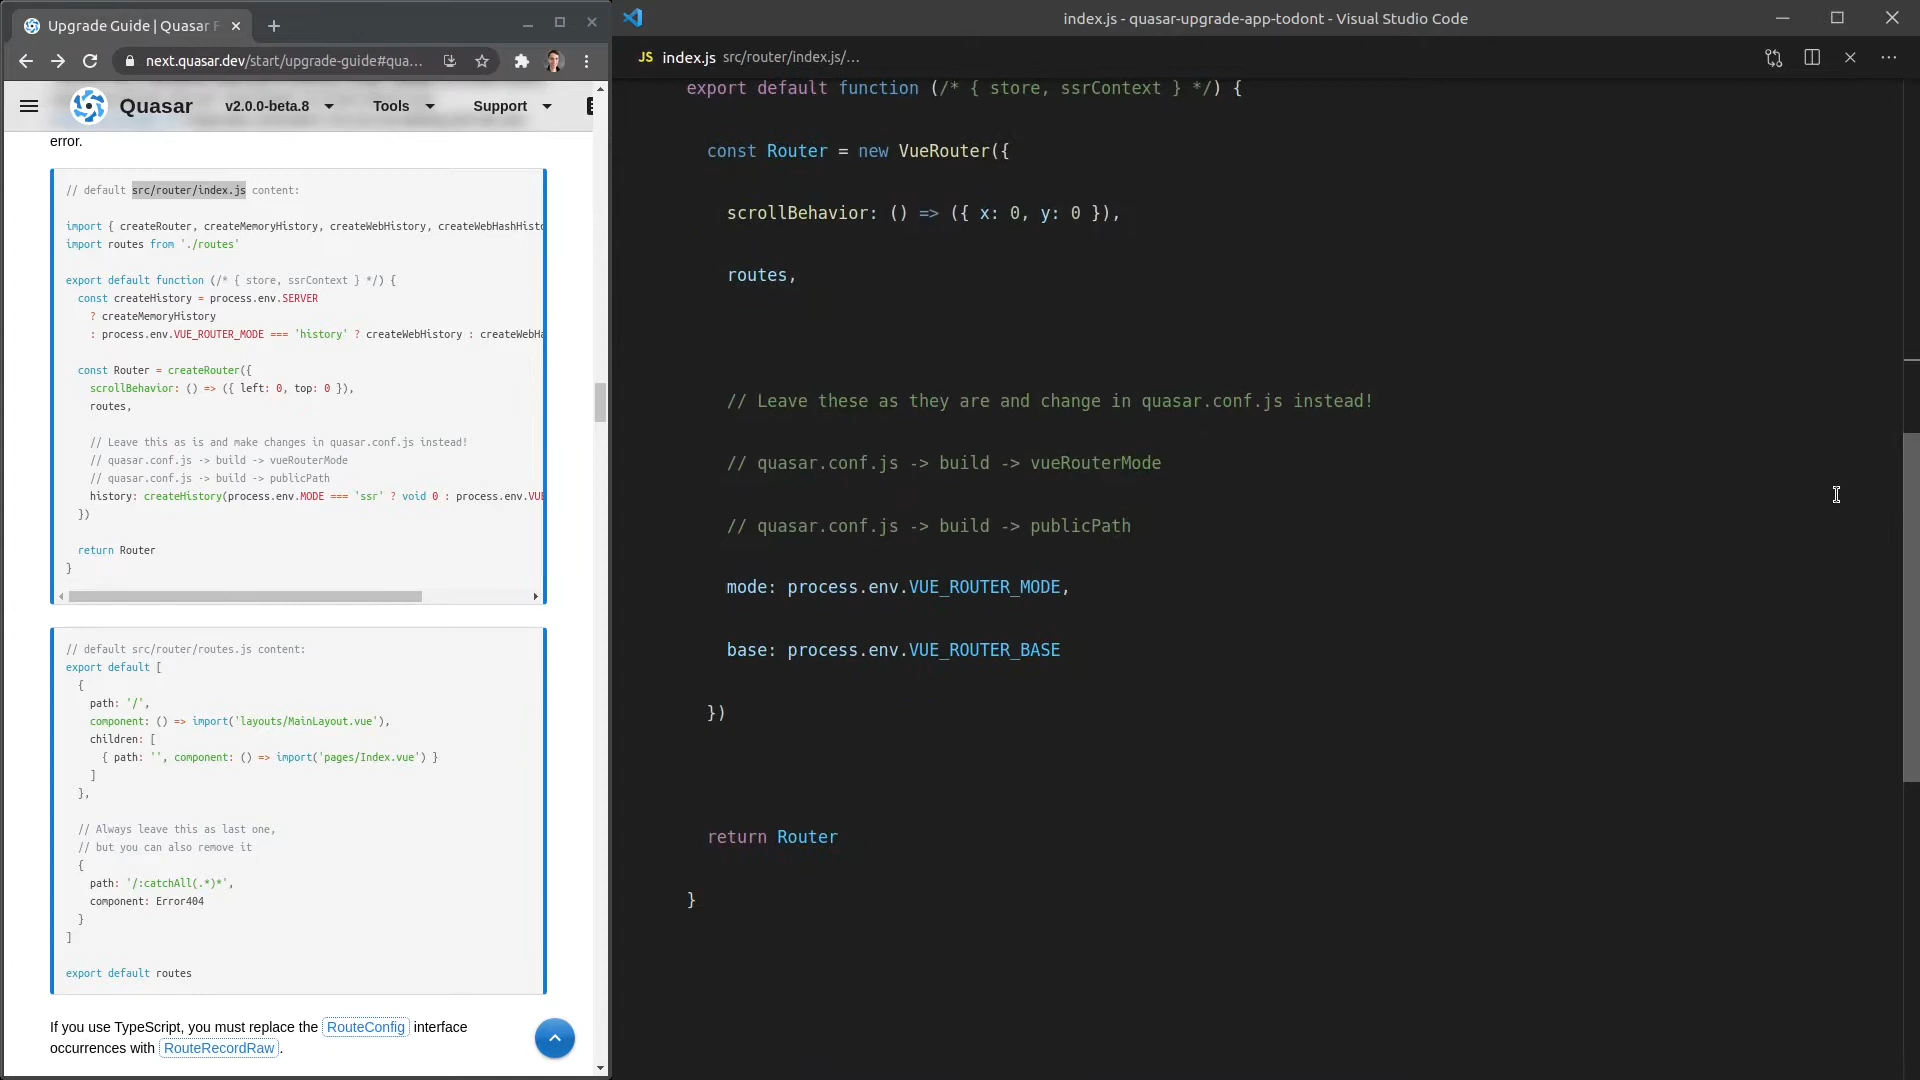 Upgrade Guide | Quasar F
next.quasar.dev/start/upgrade-guide#qua...
Quasar
v2.0.0-beta.8
Tools
Support
error.
// default src/router/index.js content:
import { createRouter, createMemoryHistory, createWebHistory, createWebHashHisto
import routes from './routes'
export default function (/* { store, ssrContext } */) {
const createHistory = process.env.SERVER
? createMemoryHistory
: process.env.VUE_ROUTER_MODE === 'history' ? createWebHistory : createWebHa
const Router = createRouter({
scrollBehavior: () => ({ left: 0, top: 0 }),
routes,
// Leave this as is and make changes in quasar.conf.js instead!
// quasar.conf.js -> build -> vueRouterMode
// quasar.conf.js -> build -> publicPath
history: createHistory(process.env.MODE === 'ssr' ? void 0 : process.env.VUE
})
return Router
}
// default src/router/routes.js content:
export default [
{
path: '/',
component: () => import('layouts/MainLayout.vue'),
children: [
{ path: '', component: () => import('pages/Index.vue') }
]
},
// Always leave this as last one,
// but you can also remove it
{
path: '/:catchAll(.*)*',
component: Error404
}
]
export default routes
If you use TypeScript, you must replace the RouteConfig interface
occurrences with RouteRecordRaw.
index.js - quasar-upgrade-app-todont - Visual Studio Code
JS index.js src/router/index.js/...
export default function (/* { store, ssrContext } */) {
const Router = new VueRouter({
scrollBehavior: () => ({ x: 0, y: 0 }),
routes,
// Leave these as they are and change in quasar.conf.js instead!
// quasar.conf.js -> build -> vueRouterMode
// quasar.conf.js -> build -> publicPath
mode: process.env.VUE_ROUTER_MODE,
base: process.env.VUE_ROUTER_BASE
})
return Router
}